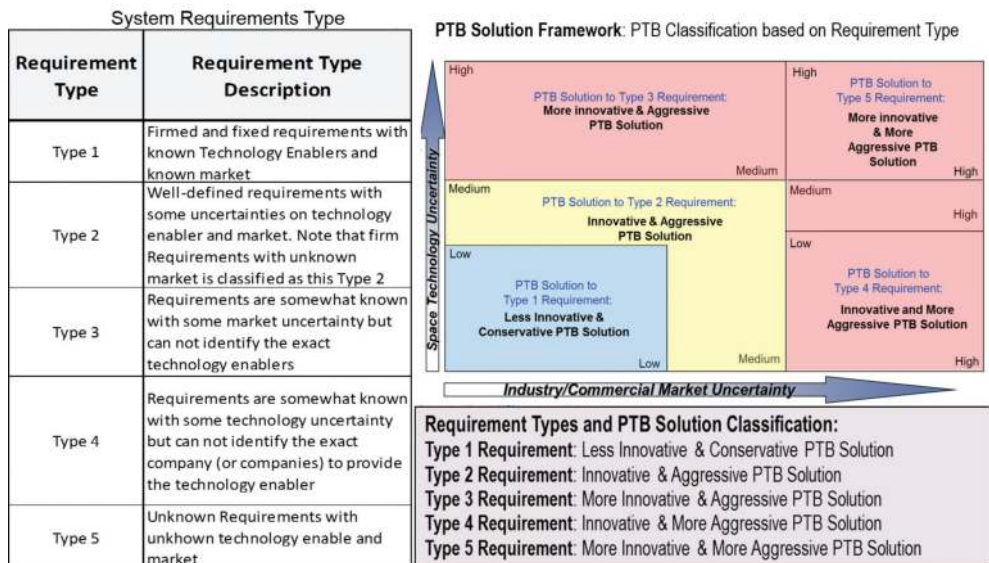 System Requirements Type
Requirement
Type
Requirement Type
Description
Type 1
Firmed and fixed requirements with
known Technology Enablers and
known market
Type 2
Well-defined requirements with
some uncertainties on technology
enabler and market. Note that firm
Requirements with unknown
market is classified as this Type 2
Type 3
Requirements are somewhat known
with some market uncertainty but
can not identify the exact
technology enablers
Type 4
Requirements are somewhat known
with some technology uncertainty
but can not identify the exact
company (or companies) to provide
the technology enabler
Type 5
Unknown Requirements with
unkhown technology enable and
market
PTB Solution Framework: PTB Classification based on Requirement Type
Space Technology Uncertainty
High
PTB Solution to Type 3 Requirement:
More innovative & Aggressive
PTB Solution
Medium
High
PTB Solution to
Type 5 Requirement:
More innovative
& More
Aggressive PTB
Solution
High
Medium
PTB Solution to Type 2 Requirement:
Innovative & Aggressive
PTB Solution
Medium
Medium
High
Low
PTB Solution to
Type 1 Requirement:
Less Innovative &
Conservative PTB Solution
Low
Low
PTB Solution to
Type 4 Requirement:
Innovative and More
Aggressive PTB Solution
High
Industry/Commercial Market Uncertainty
Requirement Types and PTB Solution Classification:
Type 1 Requirement: Less Innovative & Conservative PTB Solution
Type 2 Requirement: Innovative & Aggressive PTB Solution
Type 3 Requirement: More Innovative & Aggressive PTB Solution
Type 4 Requirement: Innovative & More Aggressive PTB Solution
Type 5 Requirement: More Innovative & More Aggressive PTB Solution